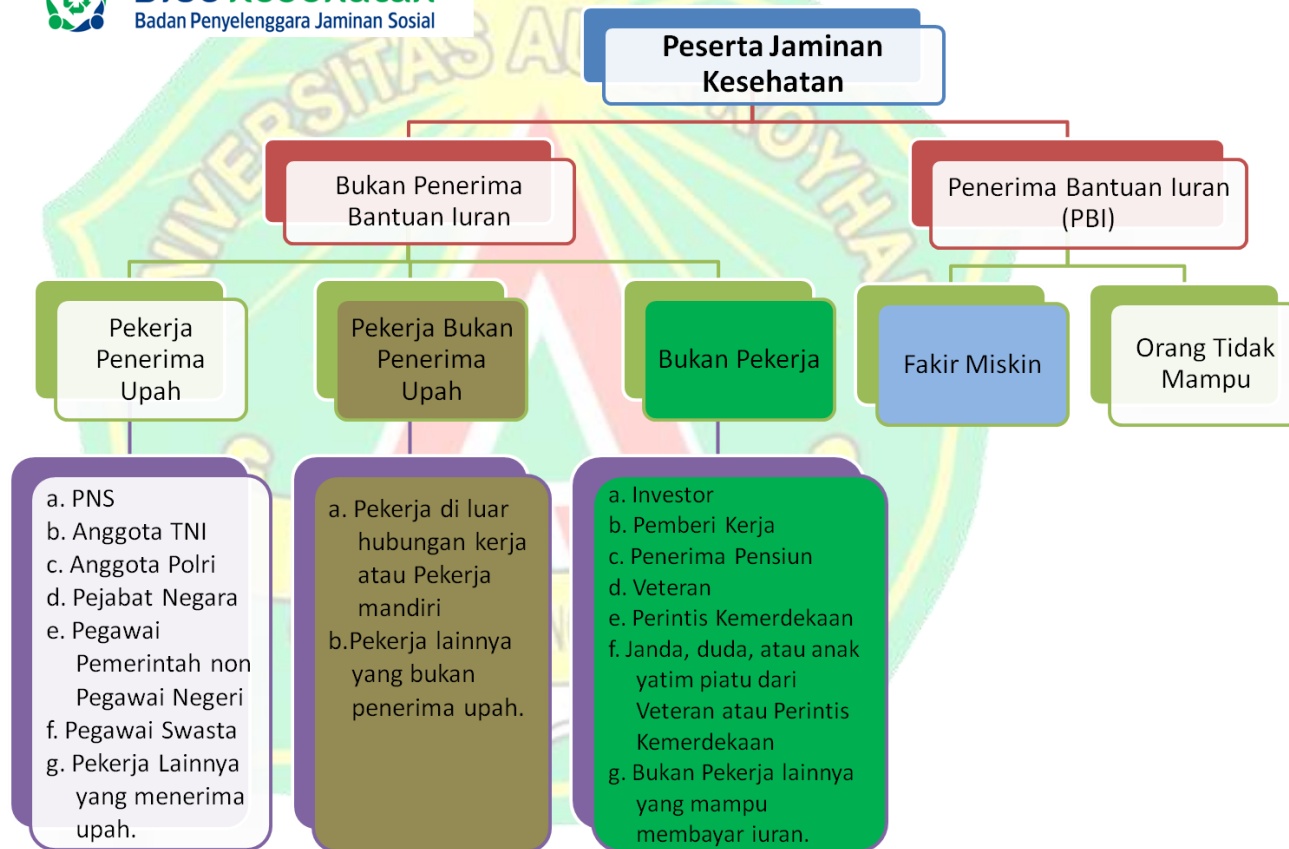 Badan Penyelenggara Jaminan Sosial
Peserta Jaminan
Kesehatan
Bukan Penerima
Bantuan Iuran
Penerima Bantuan Iuran
(PBI)
Pekerja
Penerima
Upah
Pekerja Bukan
Penerima
Upah
Bukan Pekerja
Fakir Miskin
Orang Tidak
Mampu
a. PNS
b. Anggota TNI
c. Anggota Polri
d. Pejabat Negara
e. Pegawai
Pemerintah non
Pegawai Negeri
f. Pegawai Swasta
g. Pekerja Lainnya
yang menerima
upah.
a. Pekerja di luar
hubungan kerja
atau Pekerja
mandiri
b.Pekerja lainnya
yang bukan
penerima upah.
a. Investor
b. Pemberi Kerja
c. Penerima Pensiun
d. Veteran
e. Perintis Kemerdekaan
f. Janda, duda, atau anak
yatim piatu dari
Veteran atau Perintis
Kemerdekaan
g. Bukan Pekerja lainnya
yang mampu
membayar iuran.